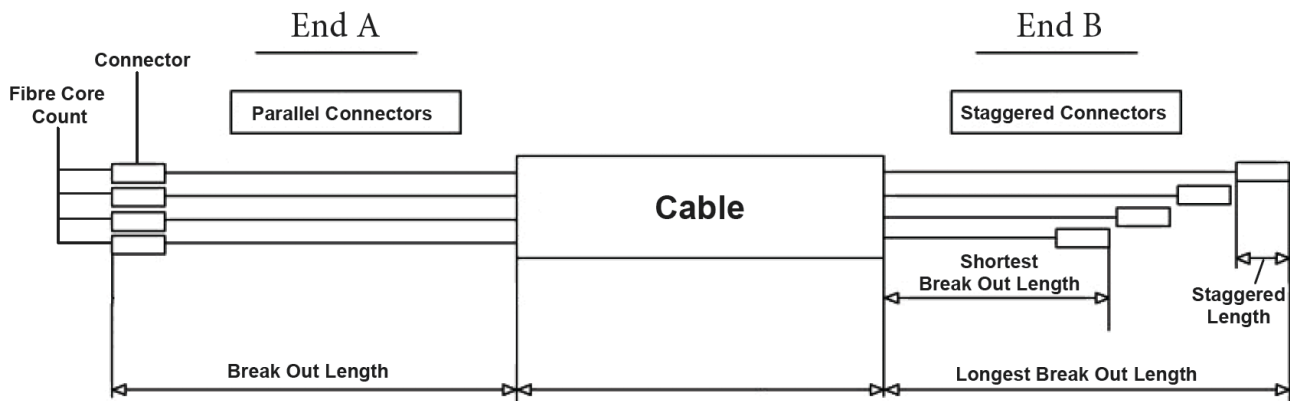 End A
End B
Connector
Fibre Core
Count
Parallel Connectors
Staggered Connectors
Cable
Shortest
Break Out Length
Staggered
Length
Break Out Length
Longest Break Out Length